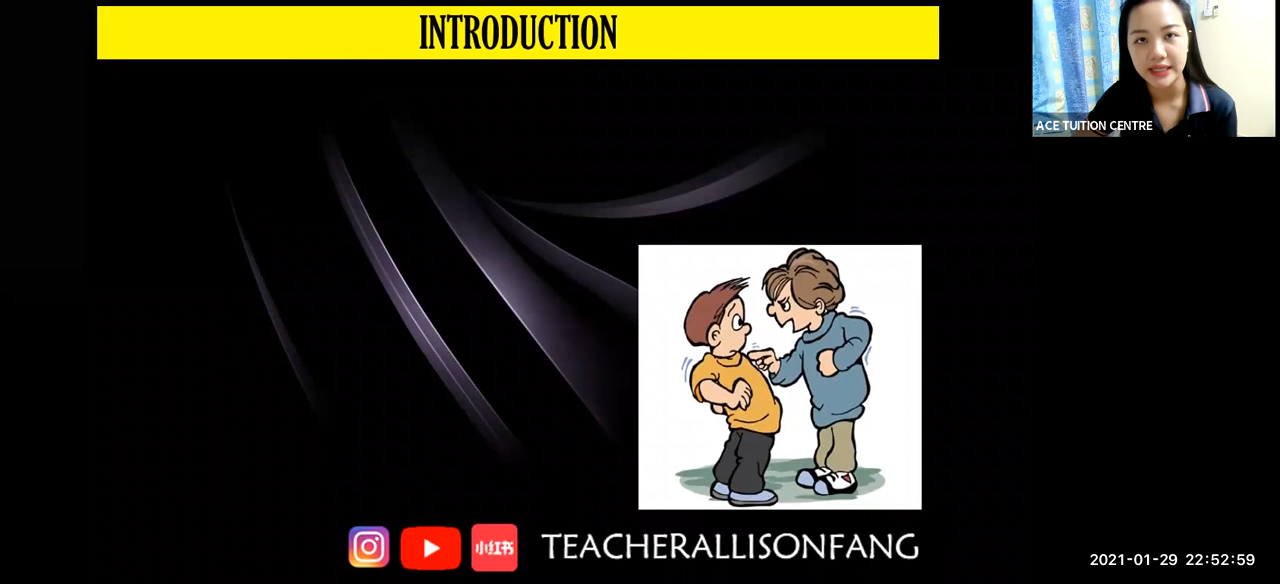 INTRODUCTION
ACE TUITION CENTRE
小红书
TEACHERALLISONFANG
2021-01-29 22:52:59